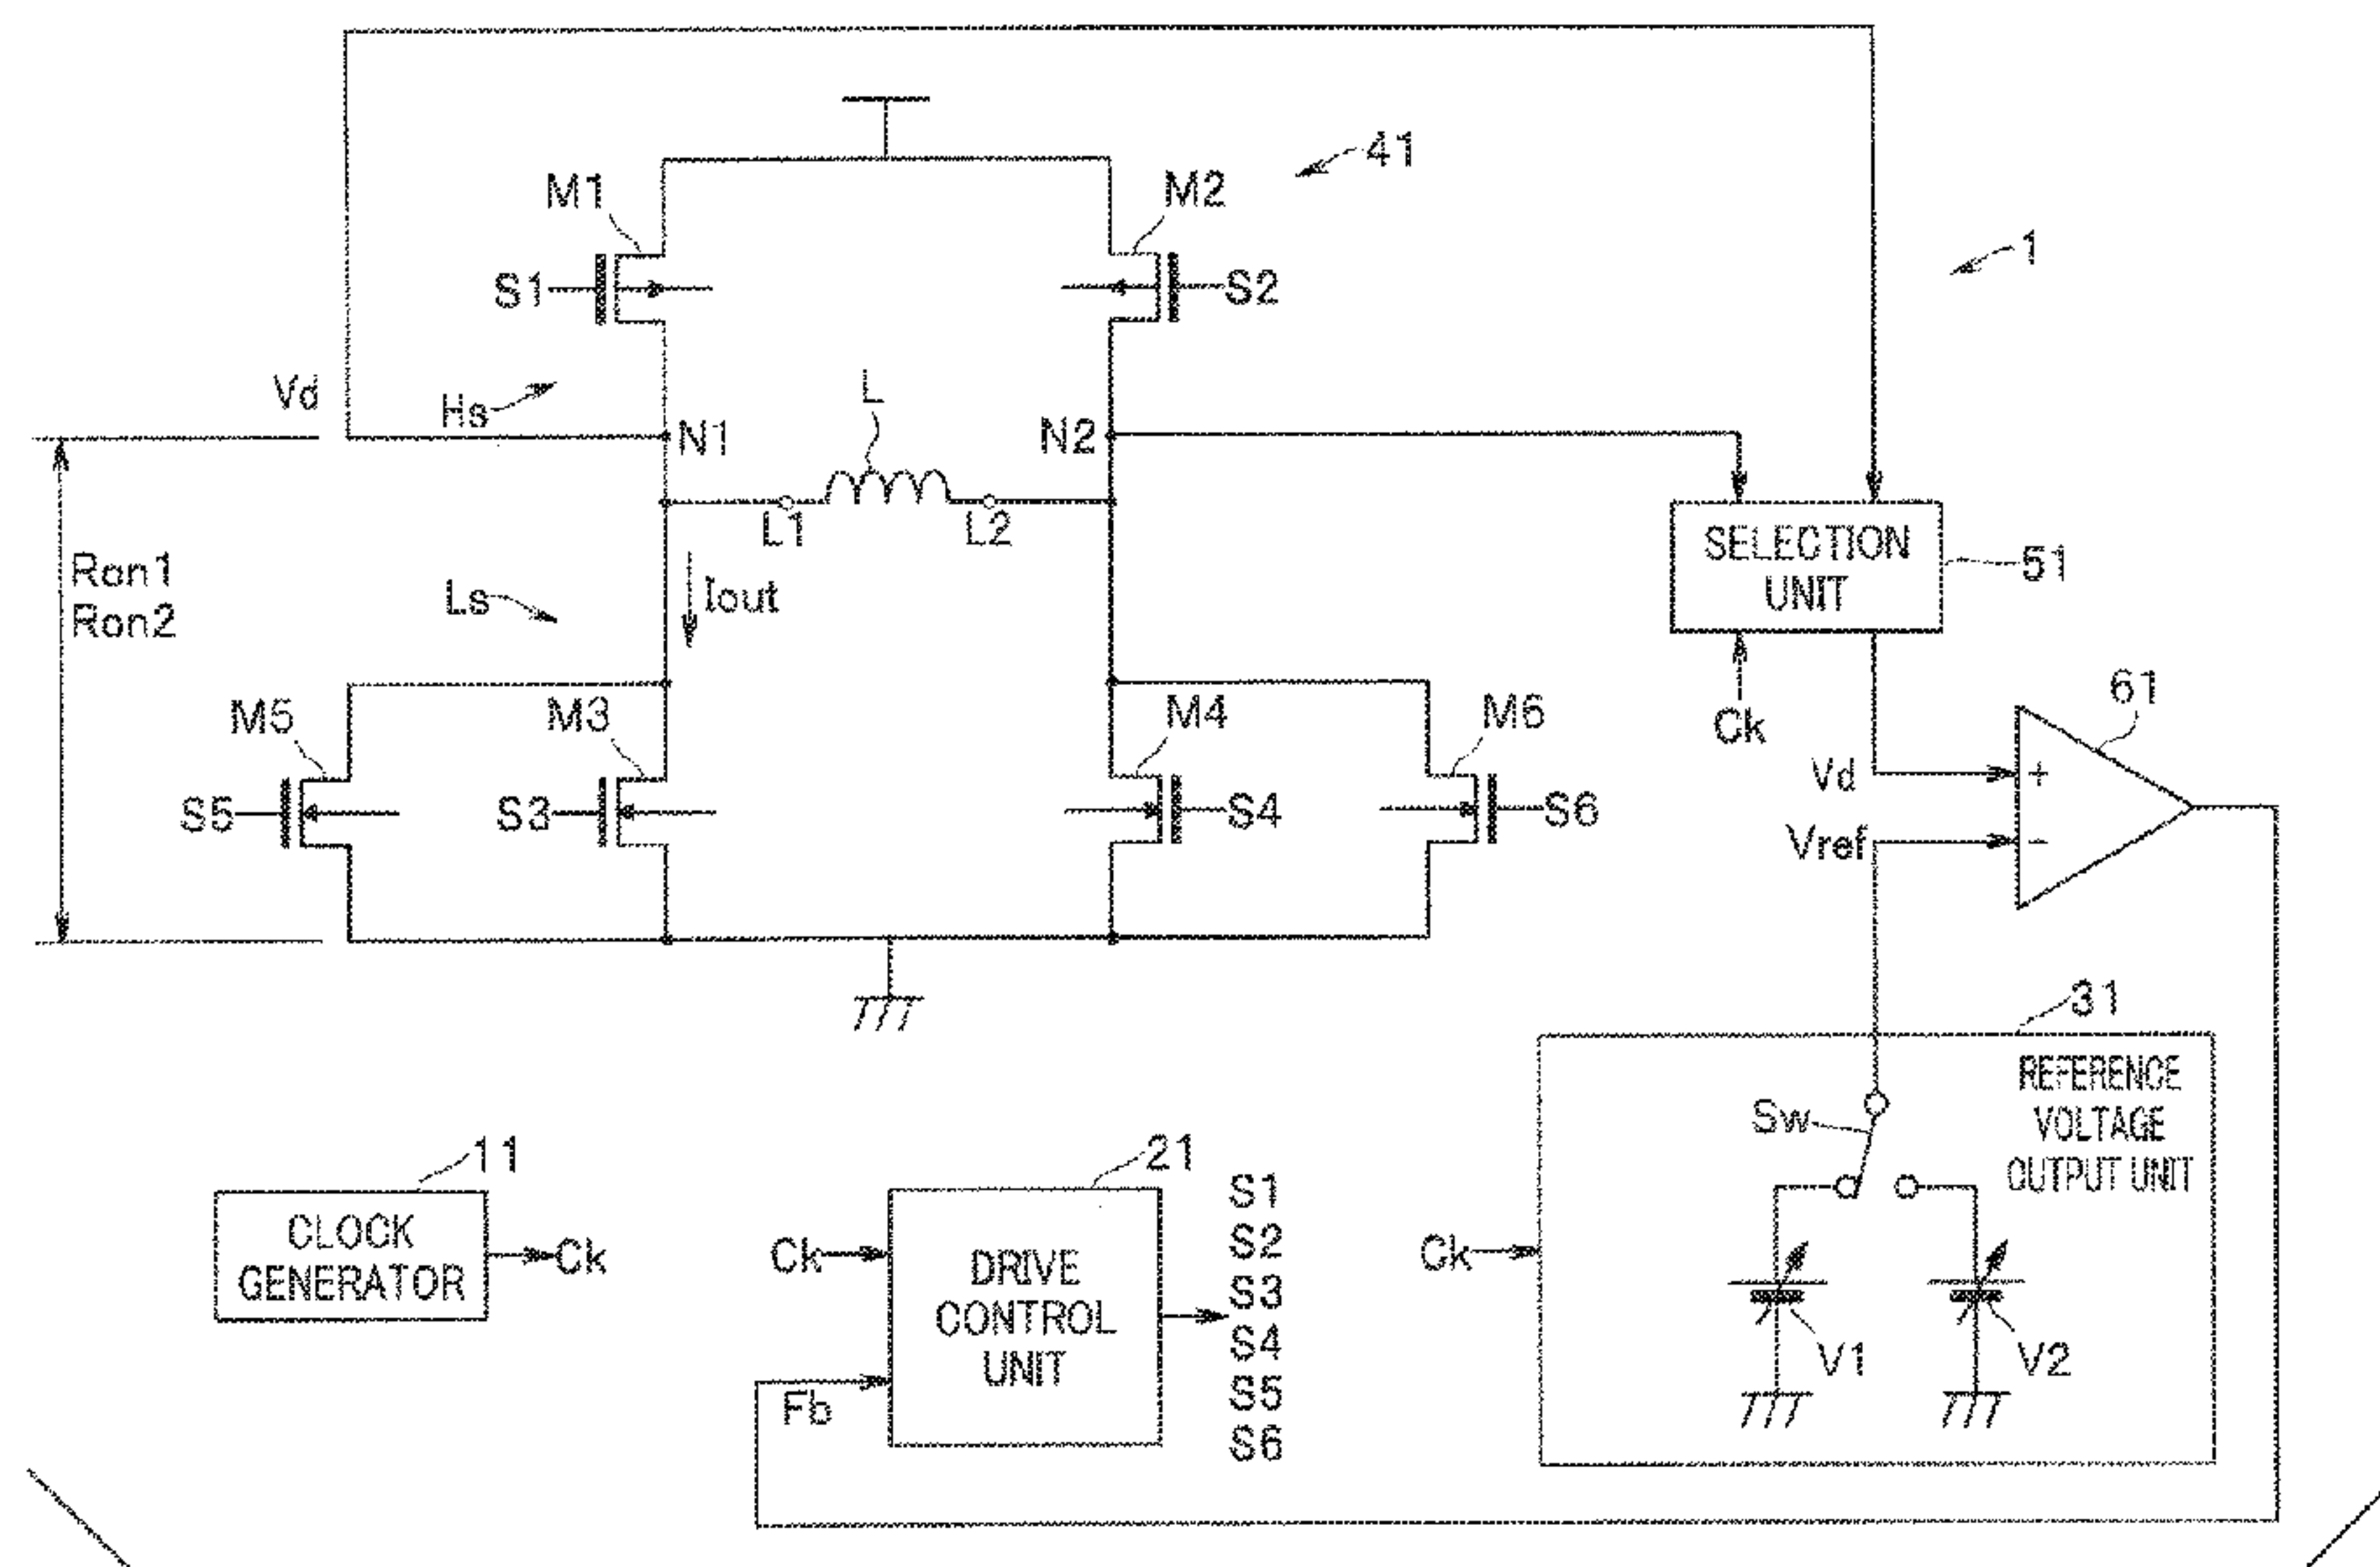 41
M1
M2
1
S1
S2
Vd
Hs
L
N1
N2
L1
L2
SELECTION
UNIT
51
Ron1
Ron2
Ls
Iout
Ck
61
M5
M3
M4
M6
Vd
+
S5
S3
S4
S6
Vref
-
31
REFERENCE
VOLTAGE
OUTPUT UNIT
Sw
11
CLOCK
GENERATOR
Ck
21
Ck
DRIVE
CONTROL
UNIT
Fb
S1
S2
S3
S4
S5
S6
Ck
V1
V2